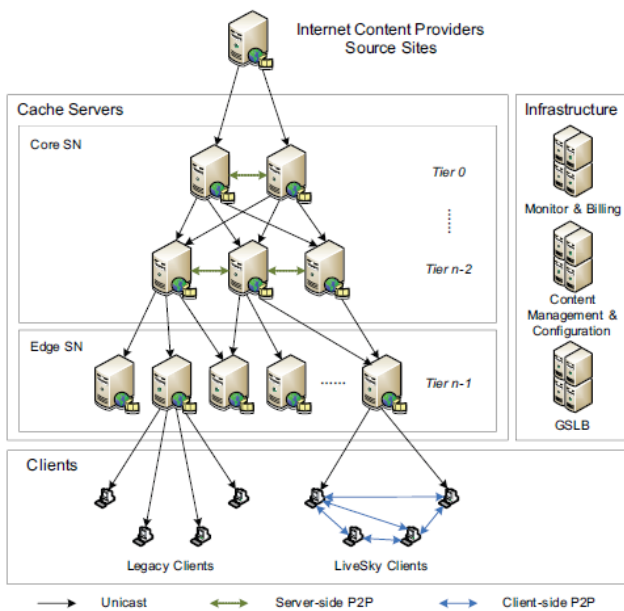 Internet Content Providers
Source Sites
Cache Servers
Core SN
Tier 0
Tier n-2
Edge SN
Tier n-1
Infrastructure
Monitor & Billing
Content
Management &
Configuration
GSLB
Clients
Legacy Clients
LiveSky Clients
Unicast
Server-side P2P
Client-side P2P